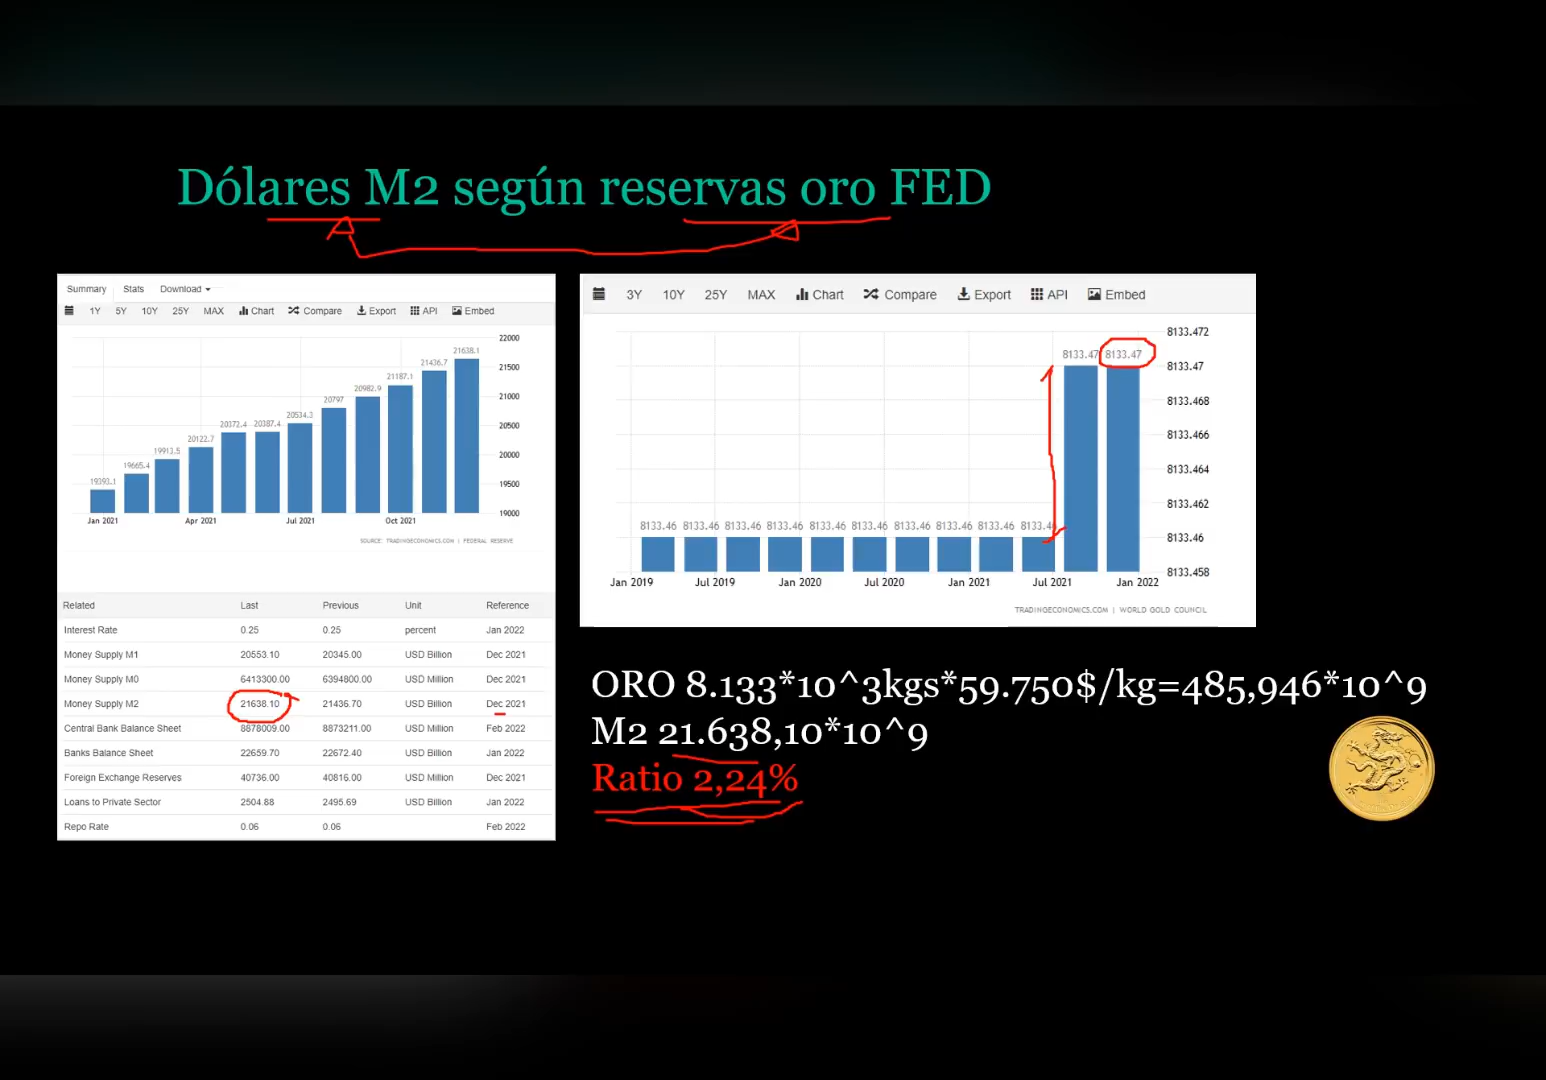 Dólares M2 según reservas oro FED
Summary Stats Download
1Y 5Y 10Y 25Y MAX Chart Compare Export API Embed
22000
21500
21000
20500
20000
19500
19000
19393.1
19665.4
19913.5
20122.7
20372.4
20387.4
20534.3
20797
20982.9
21187.1
21436.7
21638.1
Jan 2021 Apr 2021 Jul 2021 Oct 2021
SOURCE: TRADINGECONOMICS.COM | FEDERAL RESERVE
Related Last Previous Unit Reference
Interest Rate 0.25 0.25 percent Jan 2022
Money Supply M1 20553.10 20345.00 USD Billion Dec 2021
Money Supply M0 6413300.00 6394800.00 USD Million Dec 2021
Money Supply M2 21638.10 21436.70 USD Billion Dec 2021
Central Bank Balance Sheet 8878009.00 8873211.00 USD Million Feb 2022
Banks Balance Sheet 22659.70 22672.40 USD Billion Jan 2022
Foreign Exchange Reserves 40736.00 40816.00 USD Million Dec 2021
Loans to Private Sector 2504.88 2495.69 USD Billion Jan 2022
Repo Rate 0.06 0.06 Feb 2022
3Y 10Y 25Y MAX Chart Compare Export API Embed
8133.472
8133.47
8133.468
8133.466
8133.464
8133.462
8133.46
8133.458
8133.46 8133.46 8133.46 8133.46 8133.46 8133.46 8133.46 8133.46 8133.46 8133.46 8133.47 8133.47
Jan 2019 Jul 2019 Jan 2020 Jul 2020 Jan 2021 Jul 2021 Jan 2022
TRADINGECONOMICS.COM | WORLD GOLD COUNCIL
ORO 8.133*10^3kgs*59.750$/kg=485,946*10^9
M2 21.638,10*10^9
Ratio 2,24%